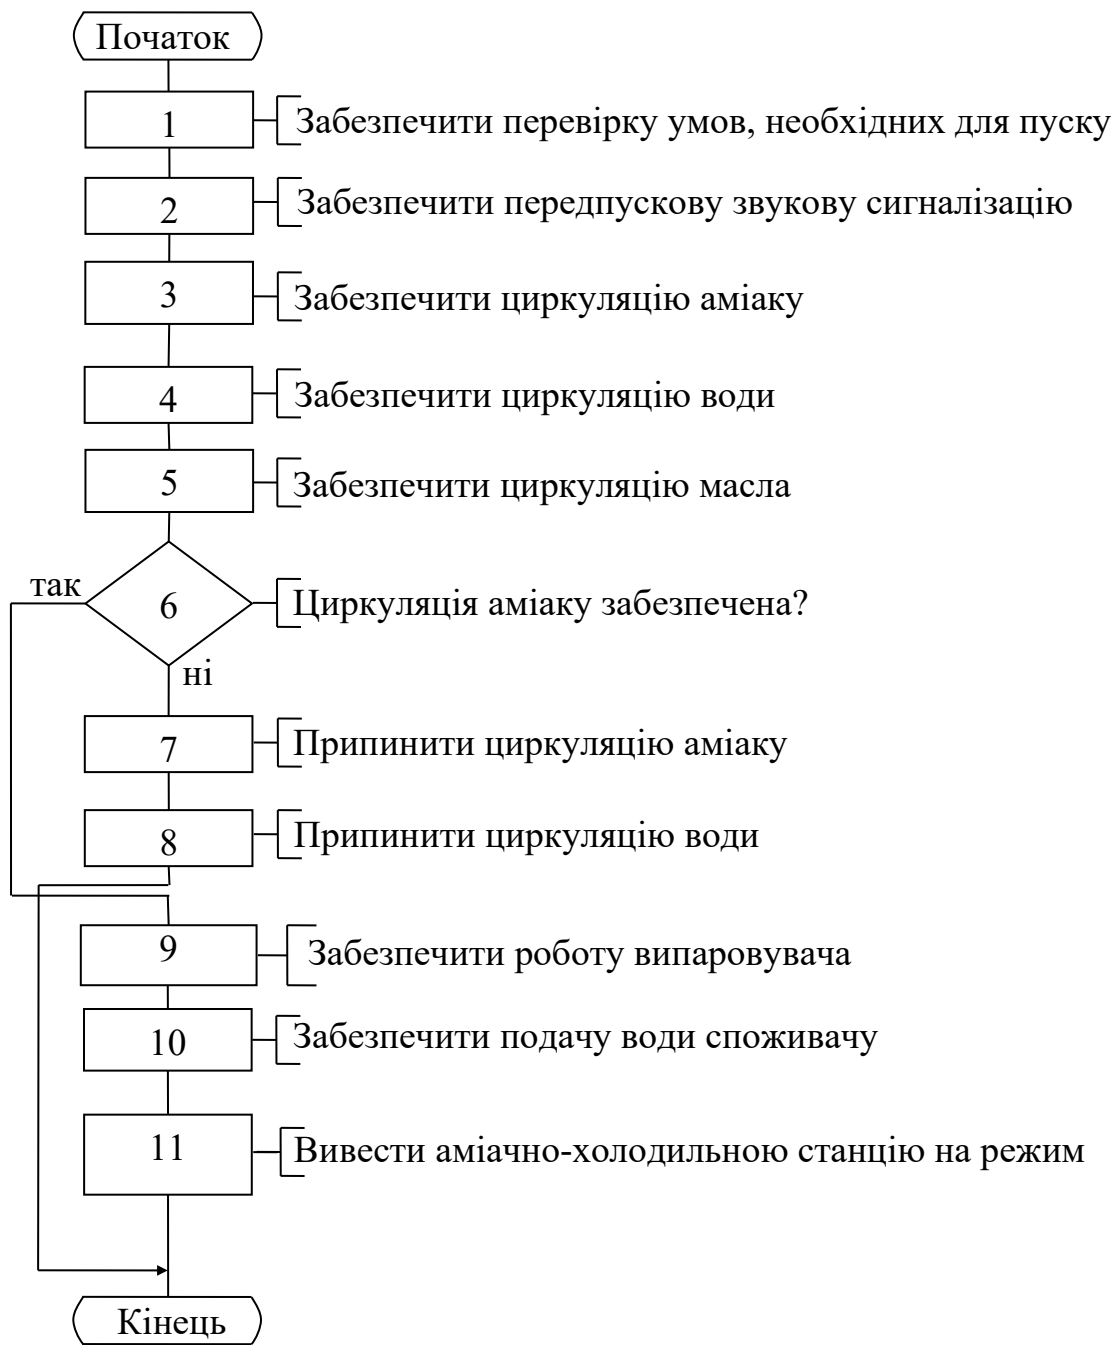 Початок
1
Забезпечити перевірку умов, необхідних для пуску
2
Забезпечити передпускову звукову сигналізацію
3
Забезпечити циркуляцію аміаку
4
Забезпечити циркуляцію води
5
Забезпечити циркуляцію масла
так
6
Циркуляція аміаку забезпечена?
ні
7
Припинити циркуляцію аміаку
8
Припинити циркуляцію води
9
Забезпечити роботу випаровувача
10
Забезпечити подачу води споживачу
11
Вивести аміачно-холодильною станцію на режим
Кінець